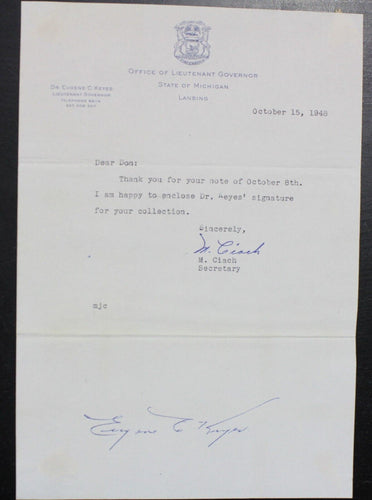 Office of Lieutenant Governor
State of Michigan
Lansing
Dr. Eugene C. Keyes
Lieutenant Governor
October 15, 1948
Dear Don:
Thank you for your note of October 8th.
I am happy to enclose Dr. Keyes' signature
for your collection.
Sincerely,
M. Cisch
M. Cisch
Secretary
mjc
Eugene C Keyes